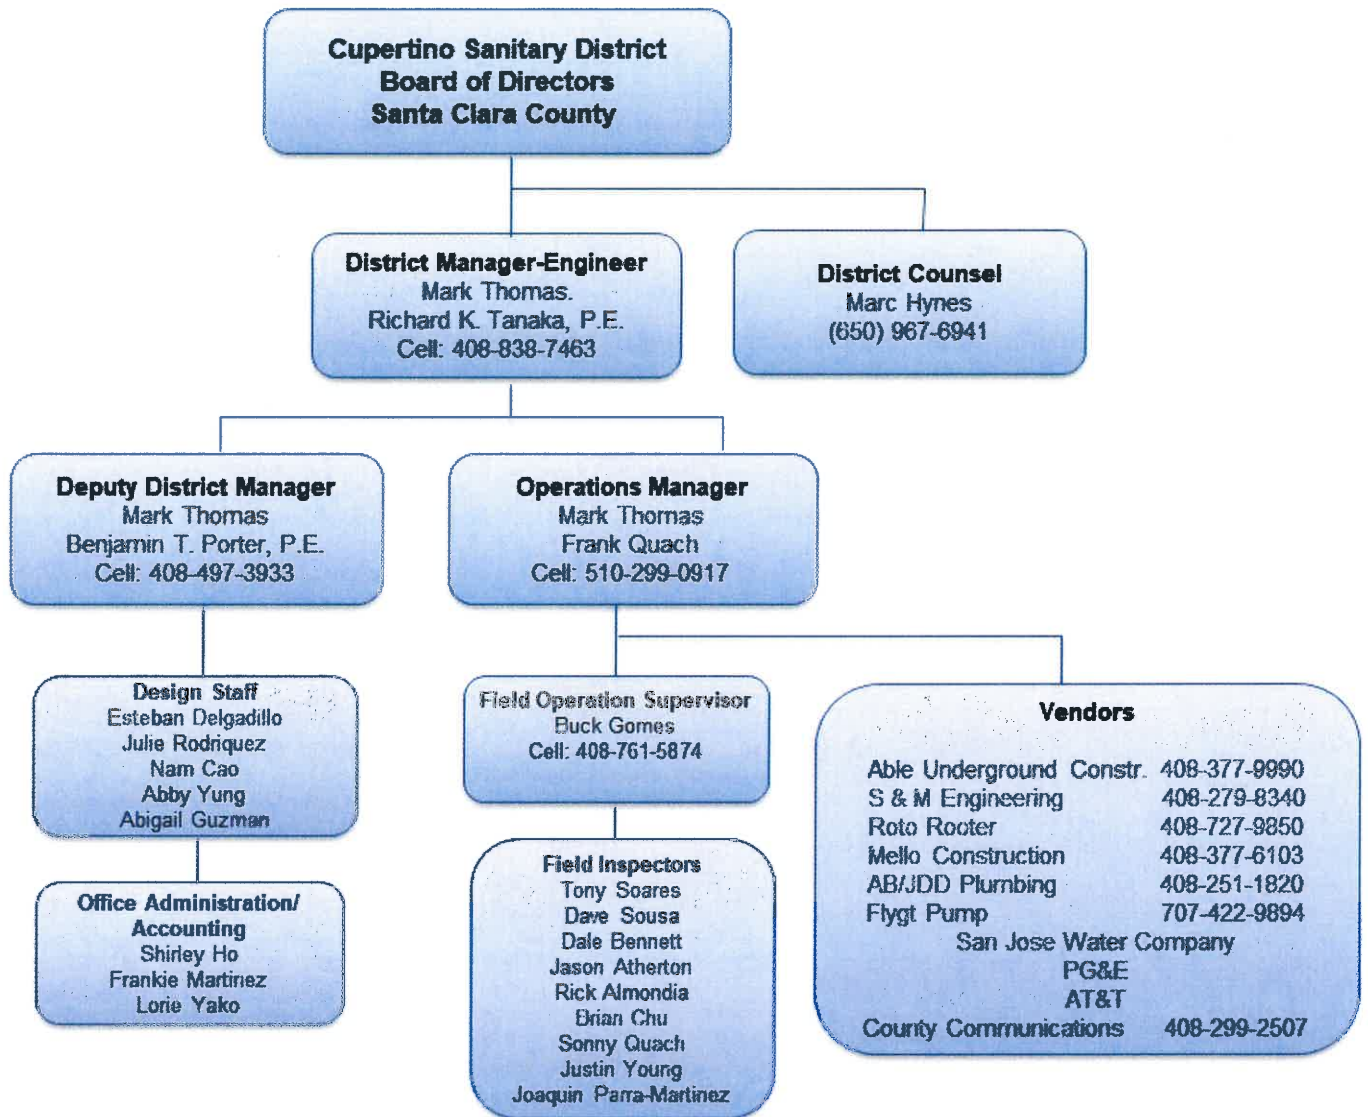 Cupertino Sanitary District
Board of Directors
Santa Clara County
District Manager-Engineer
Mark Thomas.
Richard K. Tanaka, P.E.
Cell: 408-838-7463
District Counsel
Marc Hynes
(650) 967-6941
Deputy District Manager
Mark Thomas
Benjamin T. Porter, P.E.
Cell: 408-497-3933
Operations Manager
Mark Thomas
Frank Quach
Cell: 510-299-0917
Design Staff
Esteban Delgadillo
Julie Rodriquez
Nam Cao
Abby Yung
Abigail Guzman
Office Administration/
Accounting
Shirley Ho
Frankie Martinez
Lorie Yako
Field Operation Supervisor
Buck Gomes
Cell: 408-761-5874
Field Inspectors
Tony Soares
Dave Sousa
Dale Bennett
Jason Atherton
Rick Almondia
Brian Chu
Sonny Quach
Justin Young
Joaquin Parra-Martinez
Vendors
Able Underground Constr. 408-377-9990
S & M Engineering 408-279-8340
Roto Rooter 408-727-9850
Mello Construction 408-377-6103
AB/JDD Plumbing 408-251-1820
Flygt Pump 707-422-9894
San Jose Water Company
PG&E
AT&T
County Communications 408-299-2507